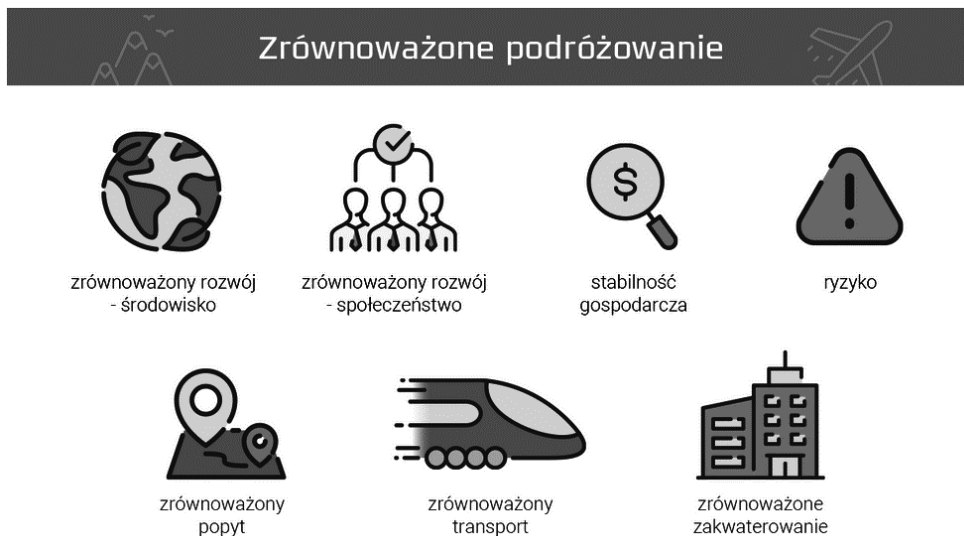 Zrównoważone podróżowanie
zrównoważony rozwój
- środowisko
zrównoważony rozwój
- społeczeństwo
stabilność
gospodarcza
ryzyko
zrównoważony
popyt
zrównoważony
transport
zrównoważone
zakwaterowanie